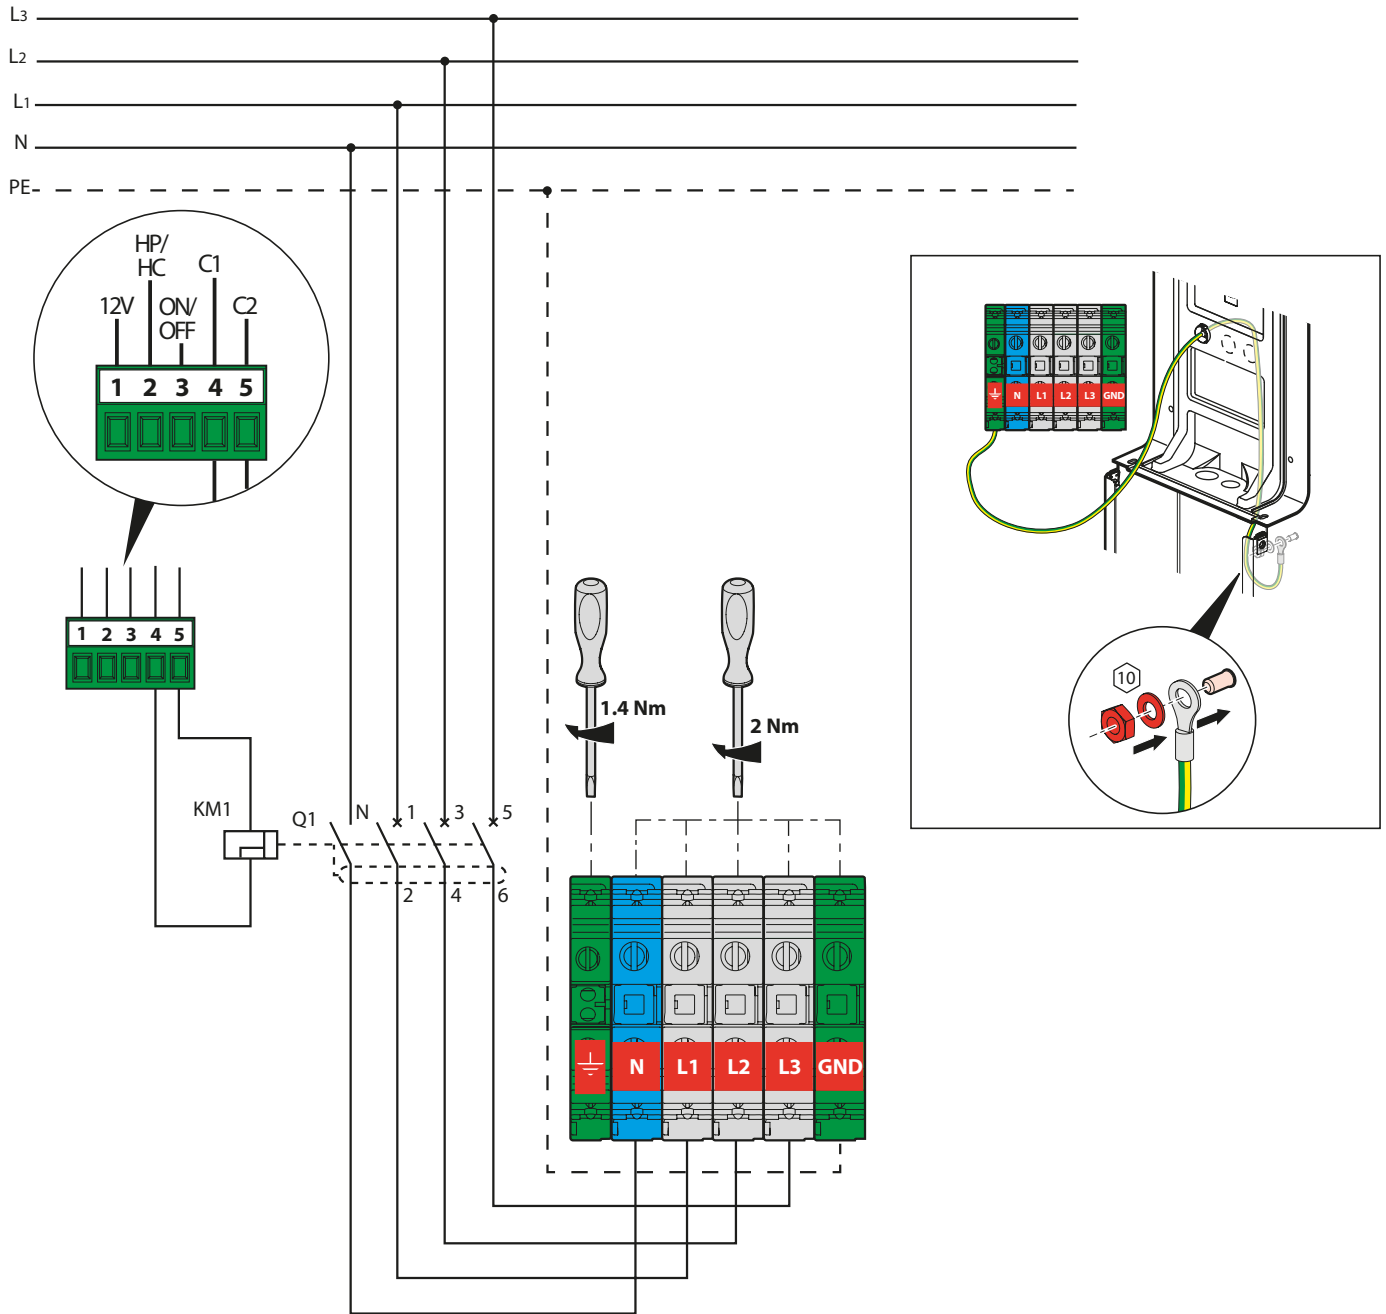 L3
L2
L1
N
PE
HP/
HC
C1
12V
ON/
OFF
C2
1 2 3 4 5
N L1 L2 L3 GND
1 2 3 4 5
1.4 Nm
2 Nm
10
KM1
Q1
N 1 3 5
2 4 6
N L1 L2 L3 GND